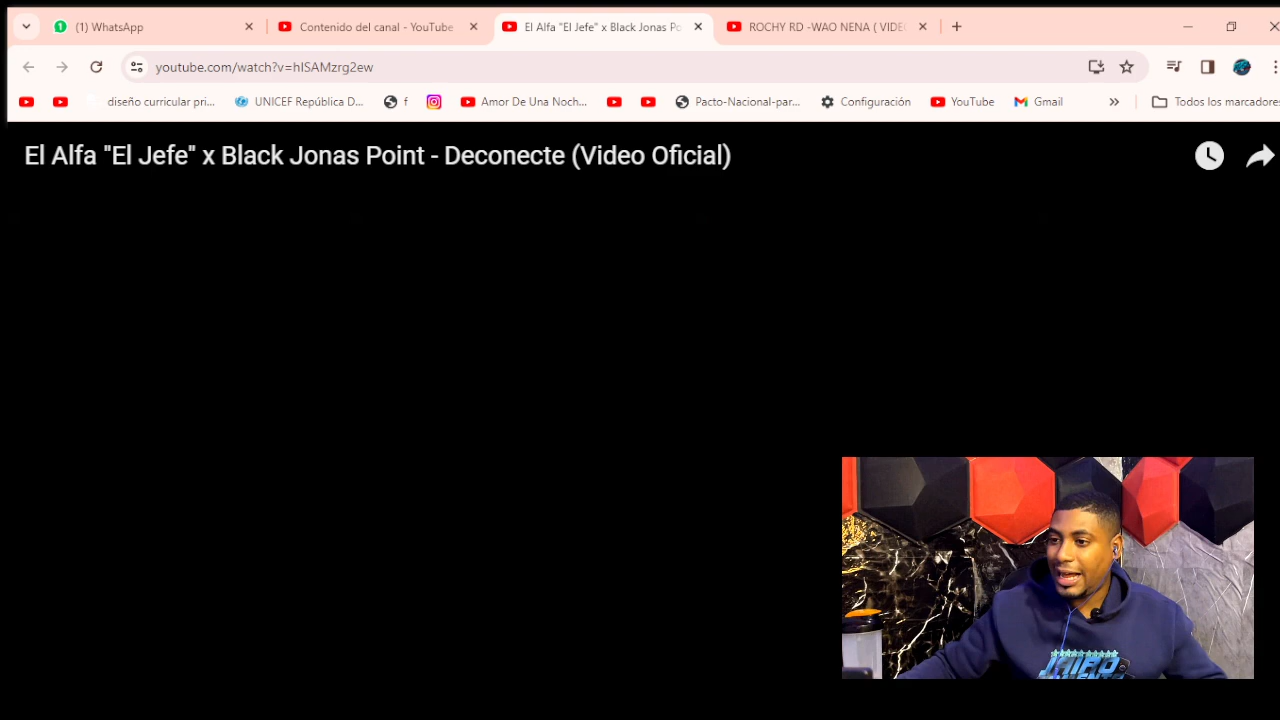 (1) WhatsApp
Contenido del canal - YouTube
El Alfa "El Jefe" x Black Jonas Po
ROCHY RD -WAO NENA ( VIDE
youtube.com/watch?v=hlSAMzrg2ew
diseño curricular pri...
UNICEF República D...
f
Amor De Una Noch...
Pacto-Nacional-par...
Configuración
YouTube
Gmail
Todos los marcadores
El Alfa "El Jefe" x Black Jonas Point - Deconecte (Video Oficial)